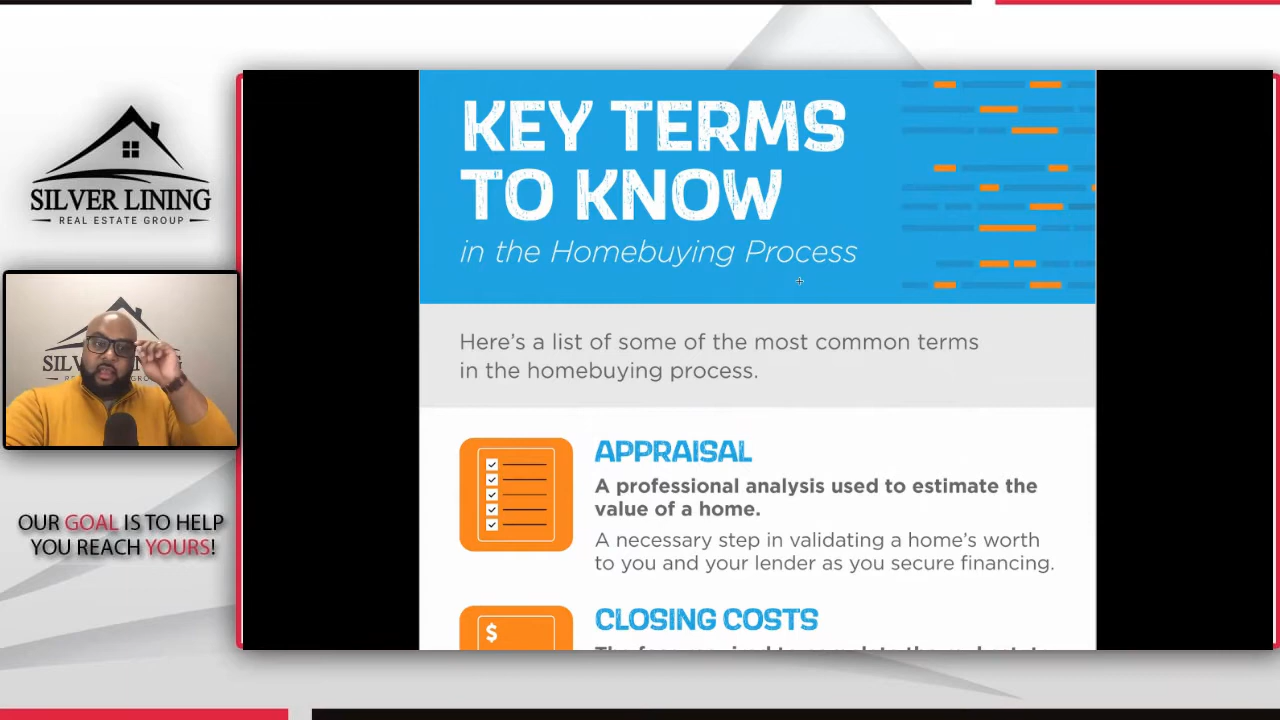 SILVER LINING
REAL ESTATE GROUP
OUR GOAL IS TO HELP
YOU REACH YOURS!
KEY TERMS
TO KNOW
in the Homebuying Process
Here's a list of some of the most common terms
in the homebuying process.
APPRAISAL
A professional analysis used to estimate the
value of a home.
A necessary step in validating a home's worth
to you and your lender as you secure financing.
$
CLOSING COSTS